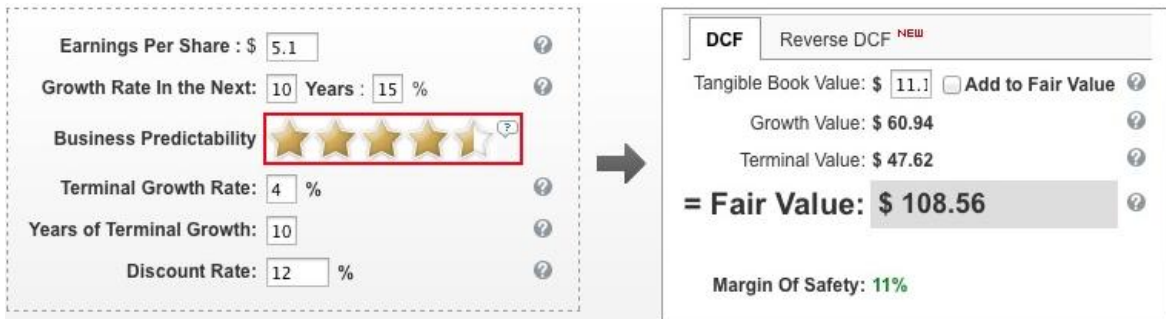 Earnings Per Share : $ 5.1 ?
Growth Rate In the Next: 10 Years : 15 % ?
Business Predictability ?
Terminal Growth Rate: 4 % ?
Years of Terminal Growth: 10 ?
Discount Rate: 12 % ?
DCF Reverse DCF NEW
Tangible Book Value: $ 11.1 Add to Fair Value ?
Growth Value: $ 60.94 ?
Terminal Value: $ 47.62 ?
= Fair Value: $ 108.56 ?
Margin Of Safety: 11%